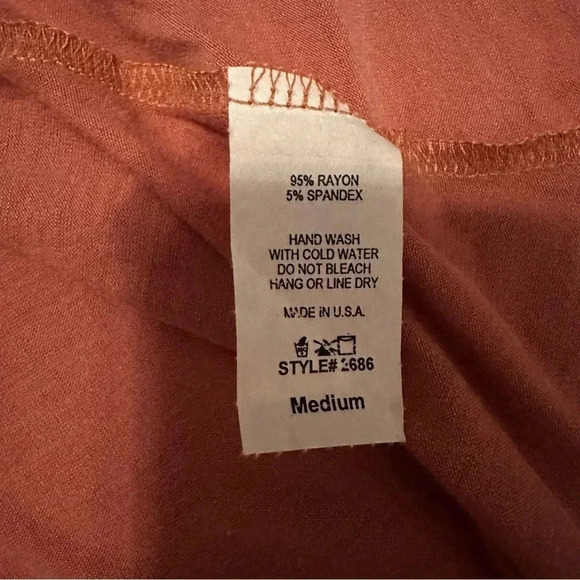 95% RAYON
5% SPANDEX
HAND WASH
WITH COLD WATER
DO NOT BLEACH
HANG OR LINE DRY
MADE IN U.S.A.
STYLE# 2686
Medium